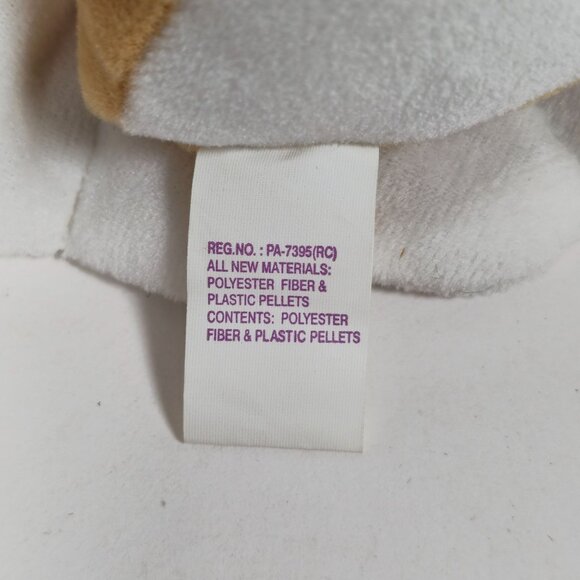 REG.NO. : PA-7395(RC)
ALL NEW MATERIALS:
POLYESTER FIBER &
PLASTIC PELLETS
CONTENTS: POLYESTER
FIBER & PLASTIC PELLETS